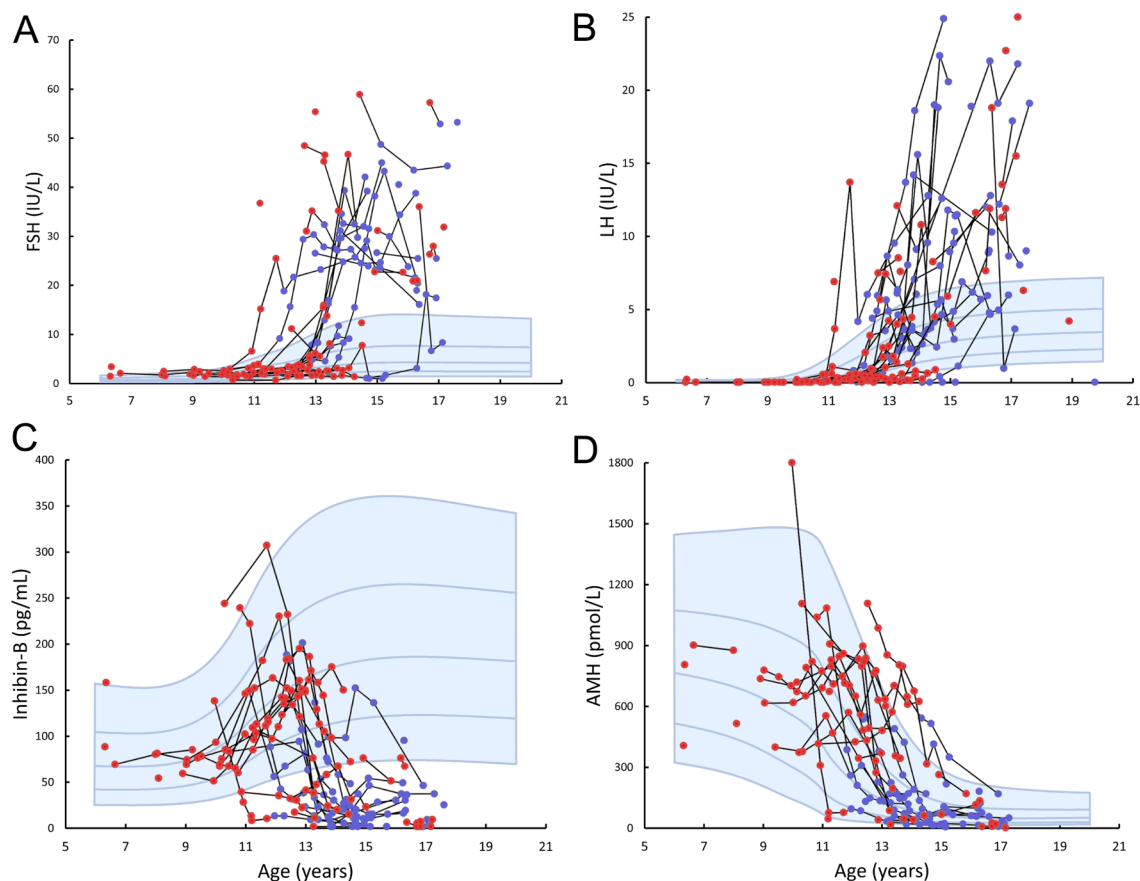 A
FSH (IU/L)
70
60
50
40
30
20
10
0
5 7 9 11 13 15 17 19 21
B
LH (IU/L)
25
20
15
10
5
0
5 7 9 11 13 15 17 19 21
C
Inhibin-B (pg/mL)
400
350
300
250
200
150
100
50
0
5 7 9 11 13 15 17 19 21
Age (years)
D
AMH (pmol/L)
1800
1500
1200
900
600
300
0
5 7 9 11 13 15 17 19 21
Age (years)